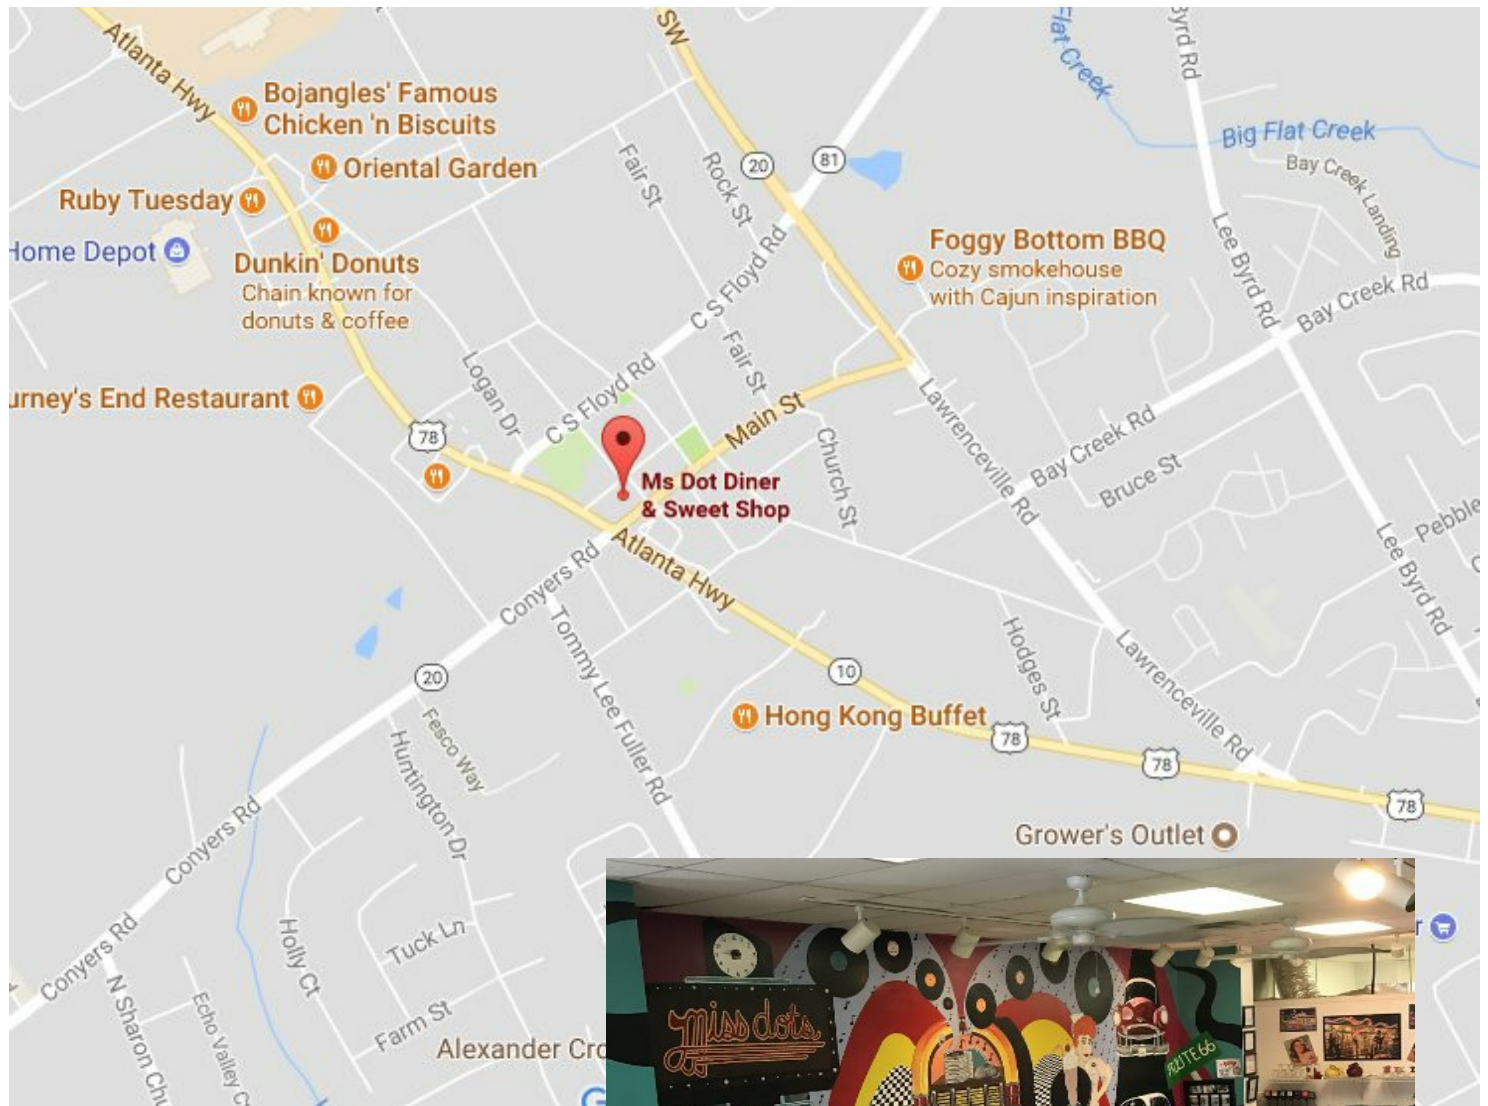 Atlanta Hwy
SW
Flat Creek
Byrd Rd
Bojangles' Famous
Chicken 'n Biscuits
Oriental Garden
Ruby Tuesday
Home Depot
Dunkin' Donuts
Chain known for
donuts & coffee
Fair St
Rock St
20
81
Big Flat Creek
Bay Creek Landing
Lee Byrd Rd
Bay Creek Rd
Foggy Bottom BBQ
Cozy smokehouse
with Cajun inspiration
C S Floyd Rd
Fair St
urney's End Restaurant
Logan Dr
C S Floyd Rd
78
Main St
Lawrenceville Rd
Church St
Bay Creek Rd
Bruce St
Ms Dot Diner
& Sweet Shop
Pebble
Lee Byrd Rd
Conyers Rd
Atlanta Hwy
Tommy Lee Fuller Rd
Hodges St
Lawrenceville Rd
20
10
Hong Kong Buffet
78
78
78
Fesco Way
Huntington Dr
Conyers Rd
Grower's Outlet
Conyers Rd
N Sharon Chu
Echo Valley C
Holly Ct
Tuck Ln
Farm St
Alexander Cro
r
G
Miss dots
ROUTE 66